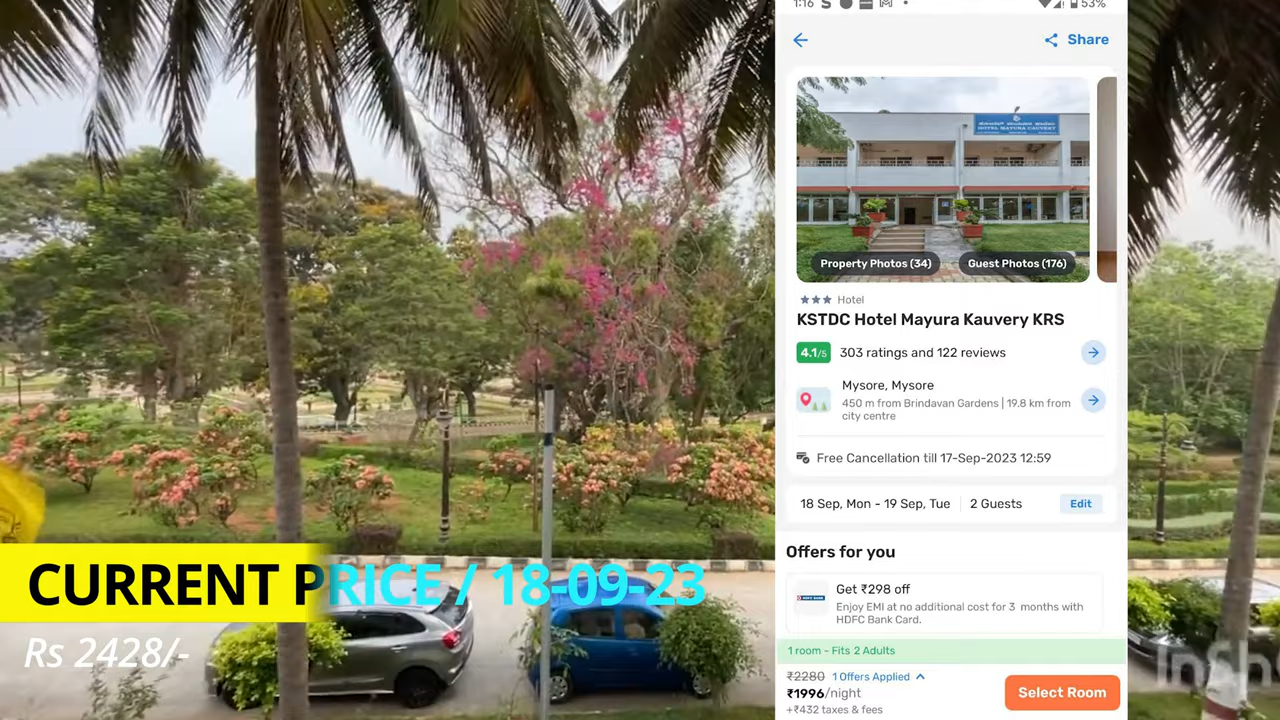 CURRENT PRICE / 18-09-23
Rs 2428/-
1:16
53%
Share
HOTEL MAYURA CAUVERY
Property Photos (34)
Guest Photos (176)
Hotel
KSTDC Hotel Mayura Kauvery KRS
4.1/5
303 ratings and 122 reviews
Mysore, Mysore
450 m from Brindavan Gardens | 19.8 km from
city centre
Free Cancellation till 17-Sep-2023 12:59
18 Sep, Mon - 19 Sep, Tue
2 Guests
Edit
Offers for you
HDFC BANK
Get ₹298 off
Enjoy EMI at no additional cost for 3 months with
HDFC Bank Card.
1 room - Fits 2 Adults
₹2280 1 Offers Applied
₹1996/night
+₹432 taxes & fees
Select Room